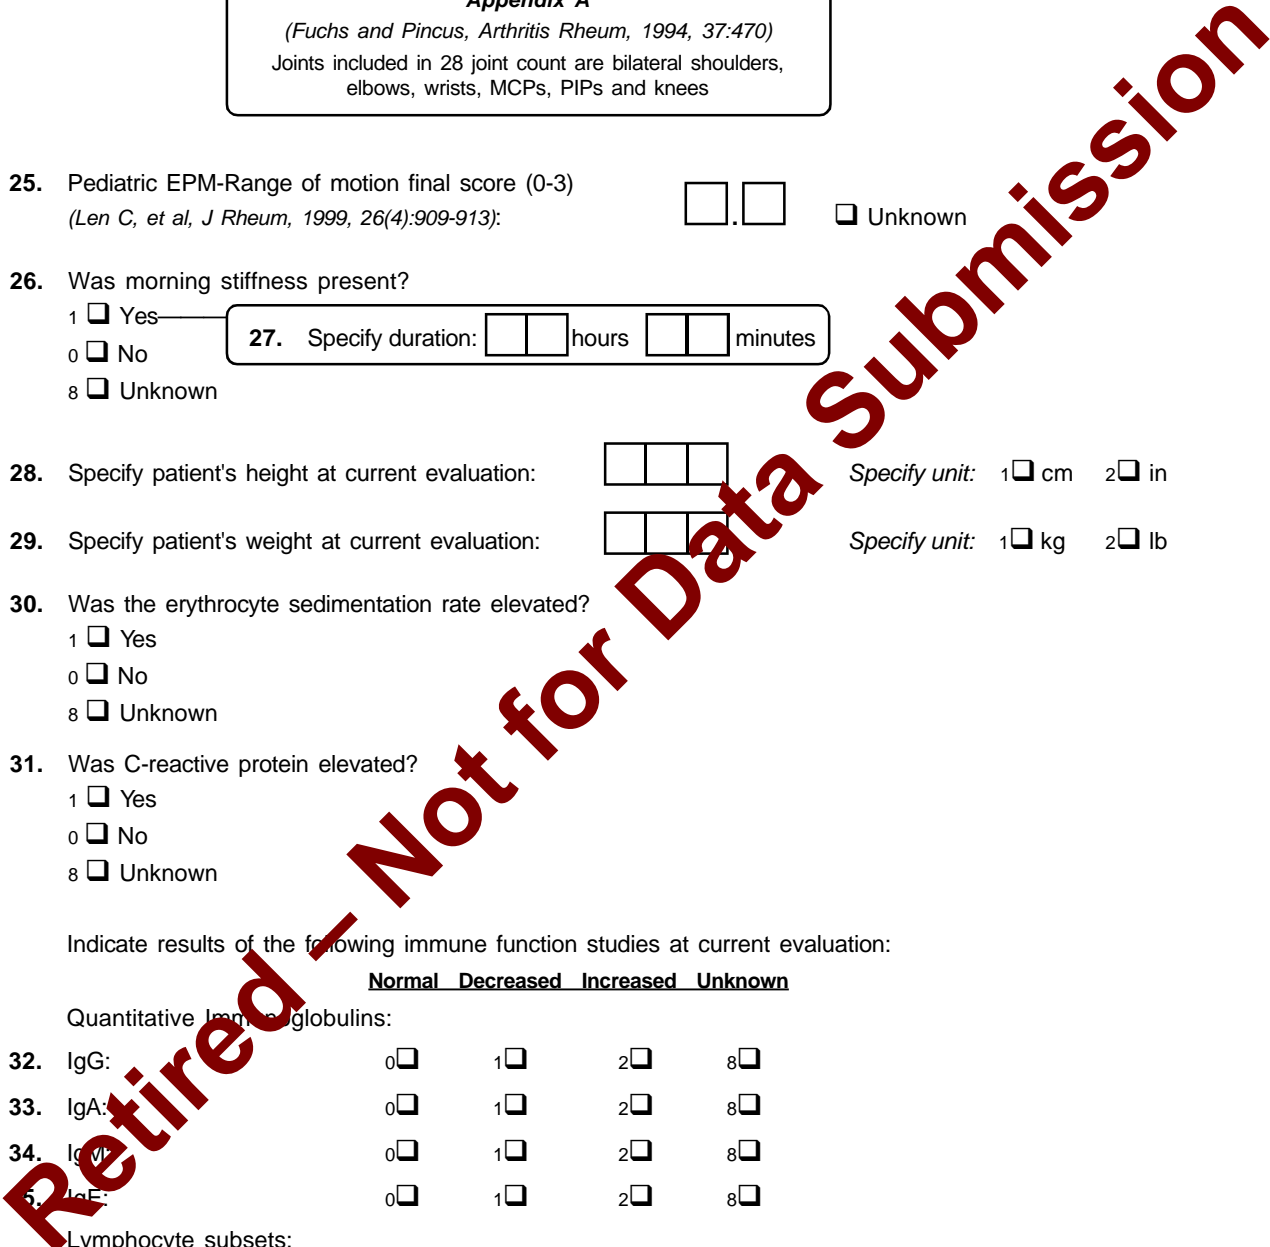 Appendix A
(Fuchs and Pincus, Arthritis Rheum, 1994, 37:470)
Joints included in 28 joint count are bilateral shoulders,
elbows, wrists, MCPs, PIPs and knees
25. Pediatric EPM-Range of motion final score (0-3)
(Len C, et al, J Rheum, 1999, 26(4):909-913): . ❑ Unknown
26. Was morning stiffness present?
1 ❑ Yes
27. Specify duration: hours minutes
0 ❑ No
8 ❑ Unknown
28. Specify patient's height at current evaluation: Specify unit: 1❑ cm 2❑ in
29. Specify patient's weight at current evaluation: Specify unit: 1❑ kg 2❑ lb
30. Was the erythrocyte sedimentation rate elevated?
1 ❑ Yes
0 ❑ No
8 ❑ Unknown
31. Was C-reactive protein elevated?
1 ❑ Yes
0 ❑ No
8 ❑ Unknown
Indicate results of the following immune function studies at current evaluation:
Normal Decreased Increased Unknown
Quantitative Immunoglobulins:
32. IgG: 0❑ 1❑ 2❑ 8❑
33. IgA: 0❑ 1❑ 2❑ 8❑
34. IgM: 0❑ 1❑ 2❑ 8❑
35. IgE: 0❑ 1❑ 2❑ 8❑
Lymphocyte subsets:
Retired – Not for Data Submission